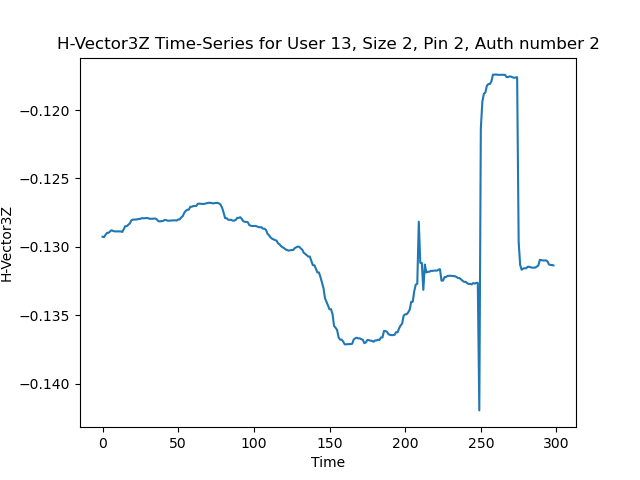 H-Vector3Z Time-Series for User 13, Size 2, Pin 2, Auth number 2
−0.120
−0.125
−0.130
−0.135
−0.140
H-Vector3Z
0 50 100 150 200 250 300
Time